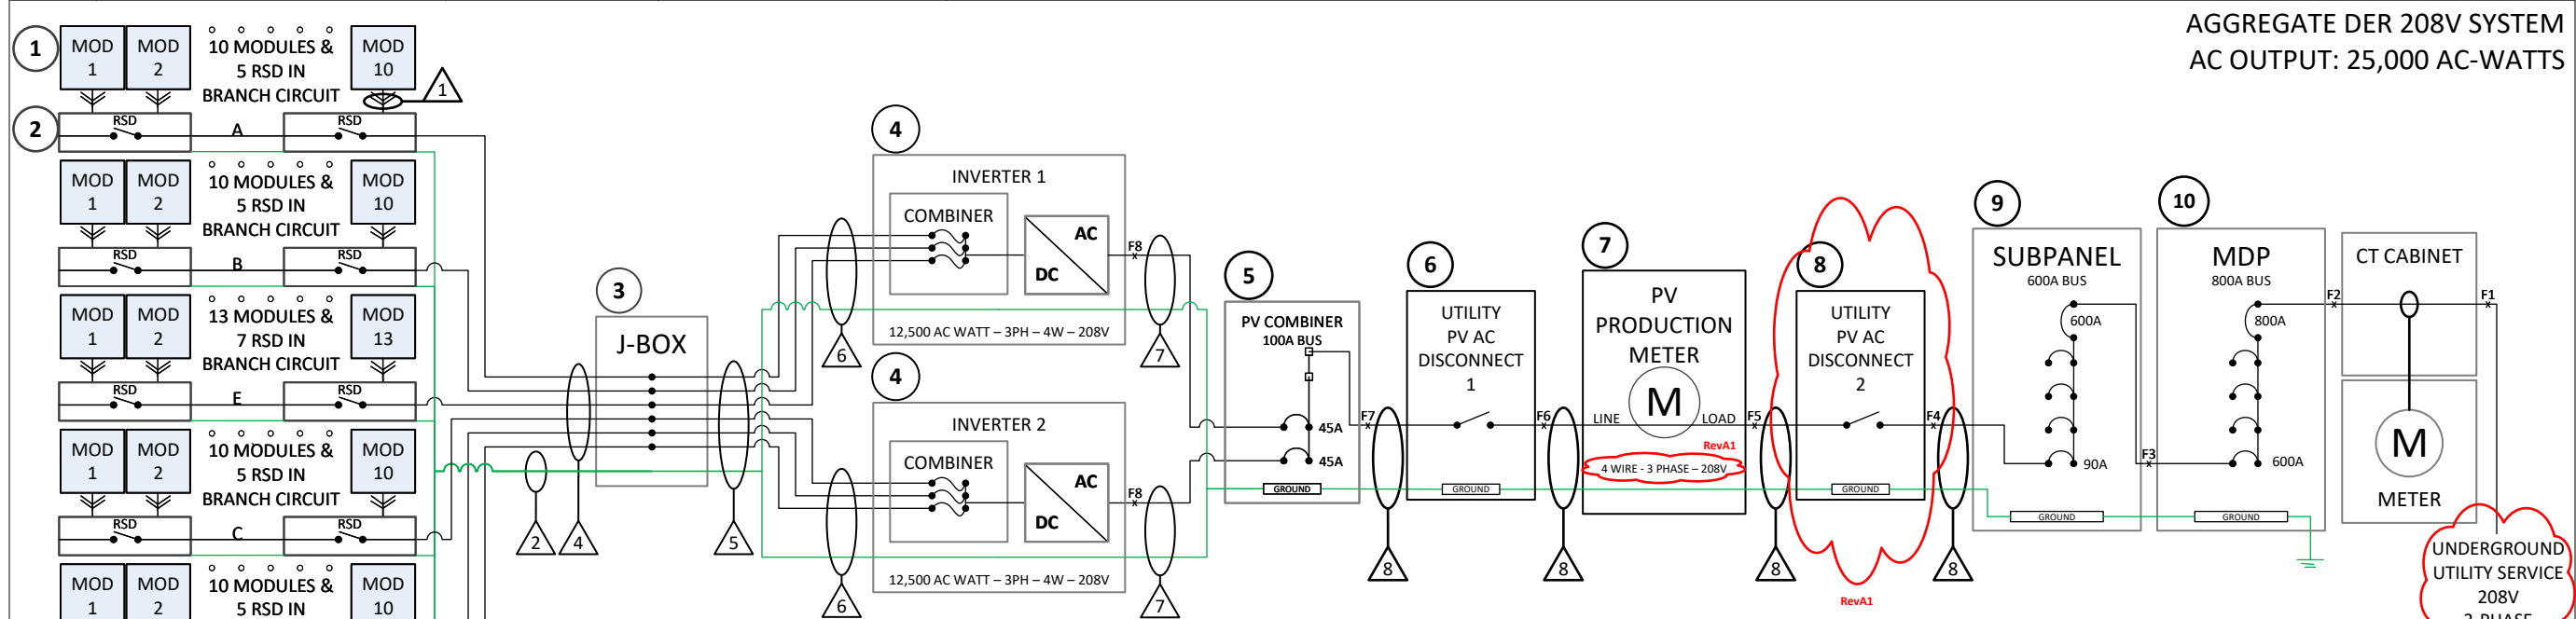 AGGREGATE DER 208V SYSTEM
AC OUTPUT: 25,000 AC-WATTS
1
MOD 1
MOD 2
10 MODULES &
5 RSD IN
BRANCH CIRCUIT
MOD 10
1
2
RSD
A
RSD
MOD 1
MOD 2
10 MODULES &
5 RSD IN
BRANCH CIRCUIT
MOD 10
RSD
B
RSD
MOD 1
MOD 2
13 MODULES &
7 RSD IN
BRANCH CIRCUIT
MOD 13
RSD
E
RSD
MOD 1
MOD 2
10 MODULES &
5 RSD IN
BRANCH CIRCUIT
MOD 10
RSD
C
RSD
MOD 1
MOD 2
10 MODULES &
5 RSD IN
MOD 10
2
4
3
J-BOX
5
4
INVERTER 1
COMBINER
AC
DC
12,500 AC WATT – 3PH – 4W – 208V
6
F8
7
4
INVERTER 2
COMBINER
AC
DC
12,500 AC WATT – 3PH – 4W – 208V
6
F8
7
5
PV COMBINER
100A BUS
45A
45A
GROUND
F7
8
6
UTILITY
PV AC
DISCONNECT
1
GROUND
F6
8
7
PV
PRODUCTION
METER
M
LINE
LOAD
RevA1
4 WIRE - 3 PHASE – 208V
F5
8
8
UTILITY
PV AC
DISCONNECT
2
GROUND
RevA1
F4
8
9
SUBPANEL
600A BUS
600A
90A
GROUND
F3
10
MDP
800A BUS
800A
600A
GROUND
F2
CT CABINET
F1
M
METER
UNDERGROUND
UTILITY SERVICE
208V
3-PHASE